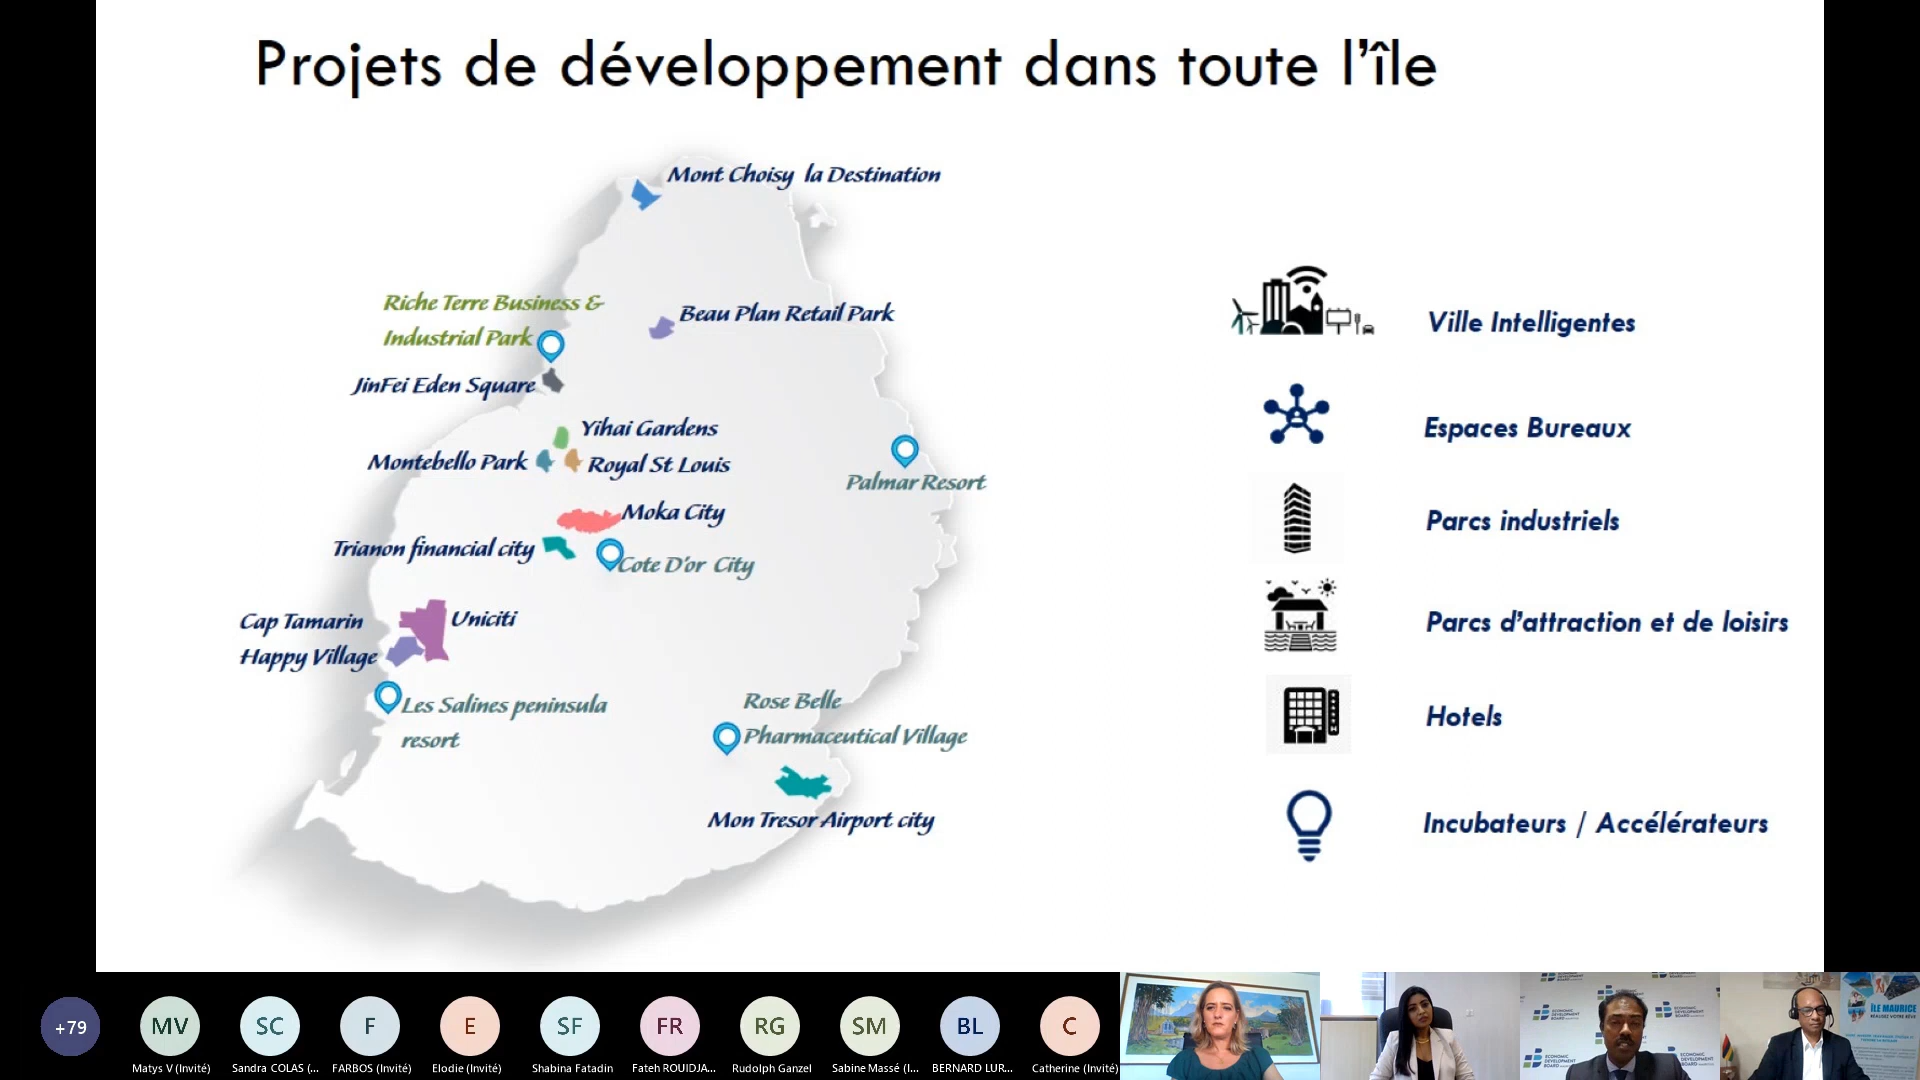 Projets de développement dans toute l'île
Mont Choisy la Destination
Riche Terre Business &
Industrial Park
Beau Plan Retail Park
JinFei Eden Square
Yihai Gardens
Montebello Park
Royal St Louis
Palmar Resort
Moka City
Trianon financial city
Cote D'or City
Cap Tamarin
Happy Village
Uniciti
Les Salines peninsula
resort
Rose Belle
Pharmaceutical Village
Mon Tresor Airport city
Ville Intelligentes
Espaces Bureaux
Parcs industriels
Parcs d'attraction et de loisirs
Hotels
Incubateurs / Accélérateurs
+79
MV
SC
F
E
SF
FR
RG
SM
BL
C
Matys V (Invité)
Sandra COLAS (...
FARBOS (Invité)
Elodie (Invité)
Shabina Fatadin
Fateh ROUIDJA...
Rudolph Ganzel
Sabine Massé (I...
BERNARD LUR...
Catherine (Invité)
ECONOMIC
DEVELOPMENT
BOARD
ÎLE MAURICE